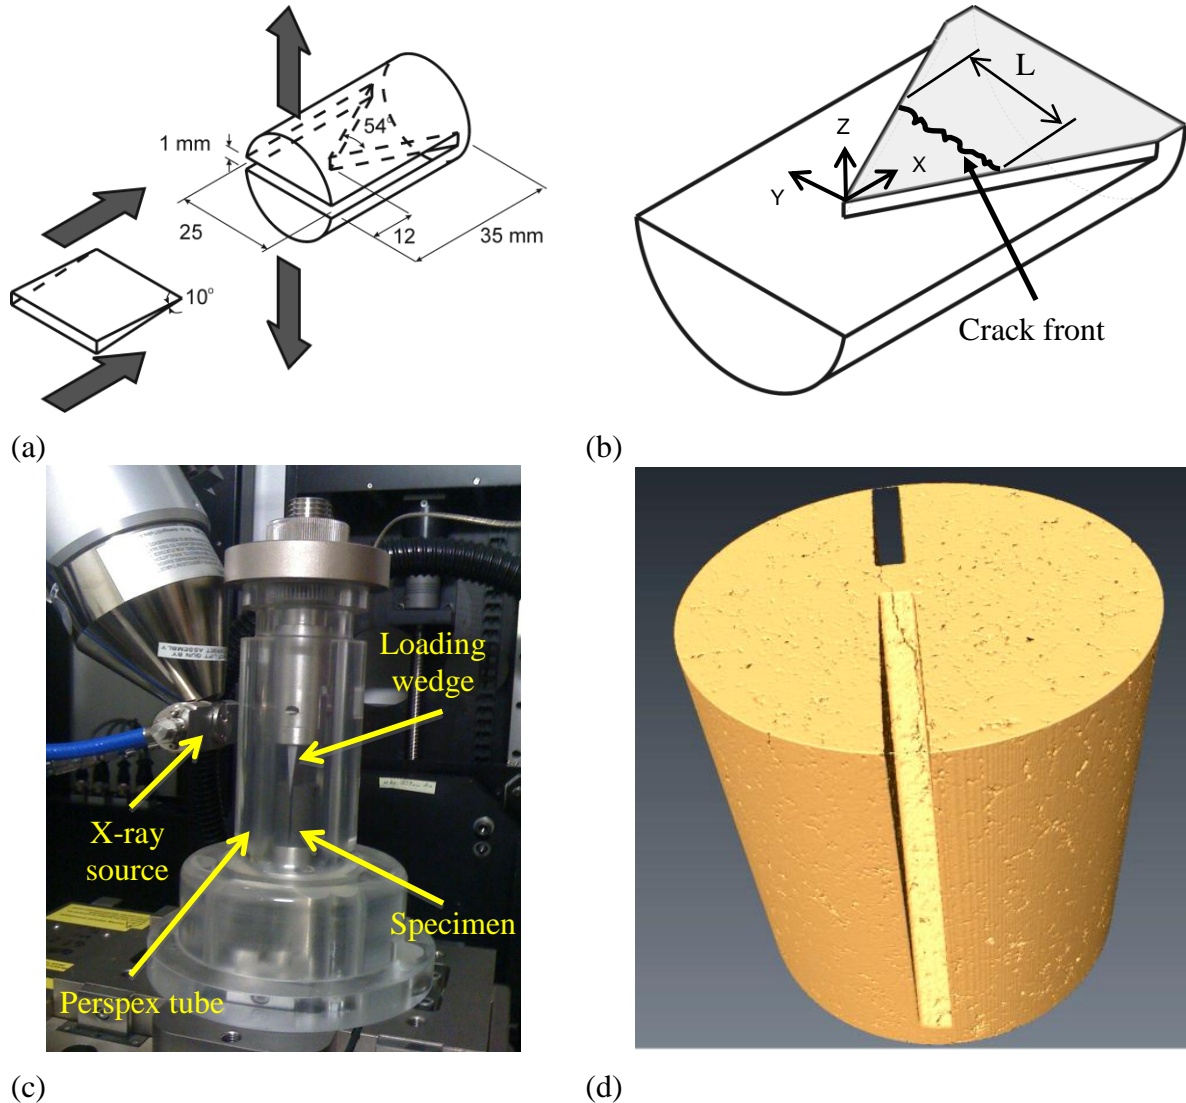 1 mm
54°
25
12
35 mm
10°
L
Z
X
Y
Crack front
(a)
(b)
Loading
wedge
X-ray
source
Specimen
Perspex tube
(c)
(d)